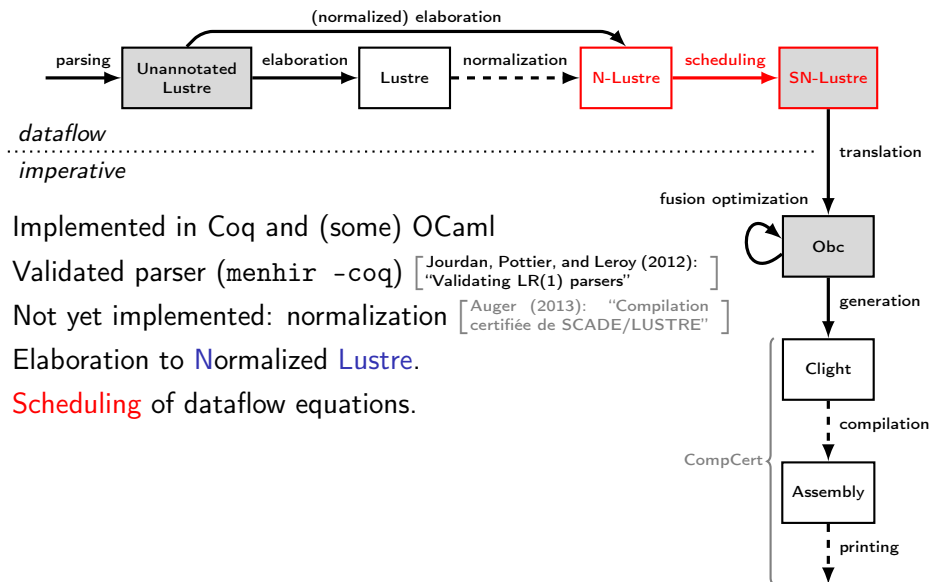 (normalized) elaboration
parsing
Unannotated
Lustre
elaboration
Lustre
normalization
N-Lustre
scheduling
SN-Lustre
dataflow
imperative
translation
fusion optimization
Obc
generation
Implemented in Coq and (some) OCaml
Validated parser (menhir -coq) [Jourdan, Pottier, and Leroy (2012):
“Validating LR(1) parsers”]
Not yet implemented: normalization [Auger (2013): “Compilation
certifiée de SCADE/LUSTRE”]
Elaboration to Normalized Lustre.
Scheduling of dataflow equations.
Clight
compilation
CompCert
Assembly
printing